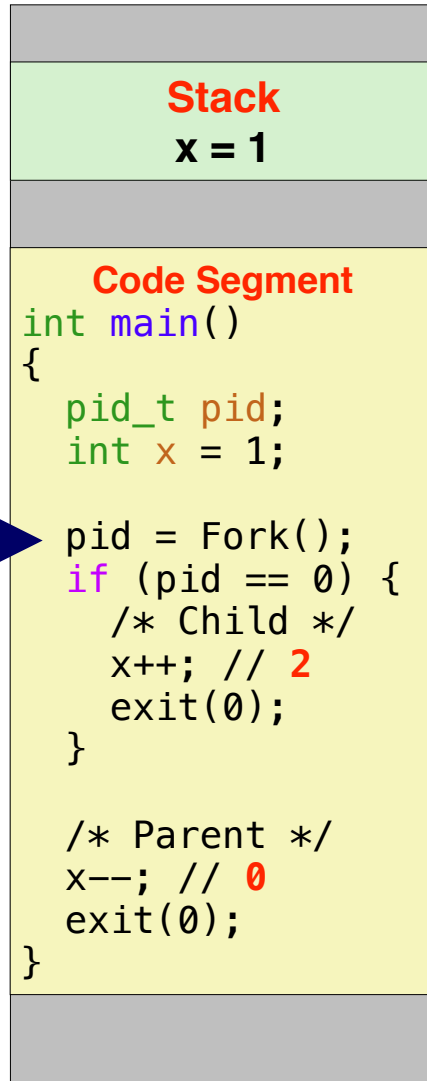 Stack
x = 1
Code Segment
int main()
{
  pid_t pid;
  int x = 1;

  pid = Fork();
  if (pid == 0) {
    /* Child */
    x++; // 2
    exit(0);
  }

  /* Parent */
  x--; // 0
  exit(0);
}